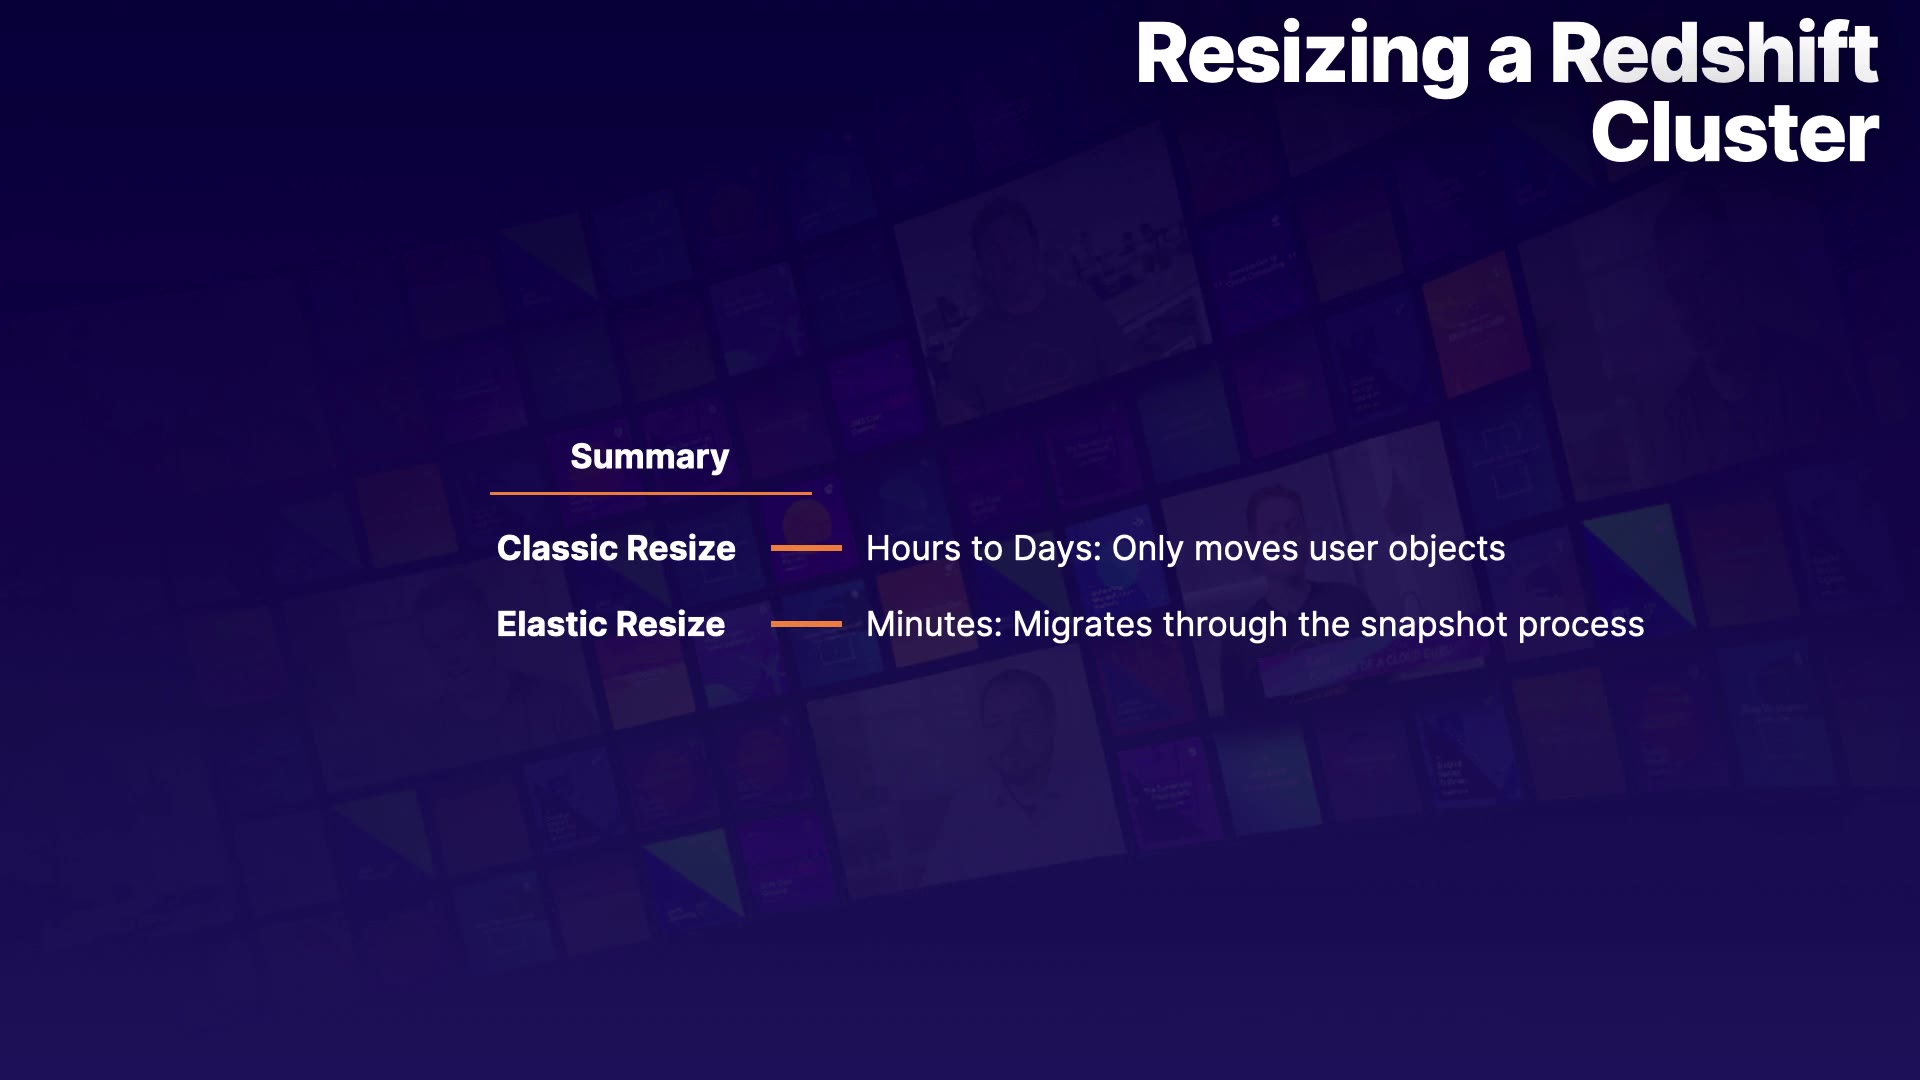 Resizing a Redshift
Cluster
Summary
Classic Resize
Hours to Days: Only moves user objects
Elastic Resize
Minutes: Migrates through the snapshot process